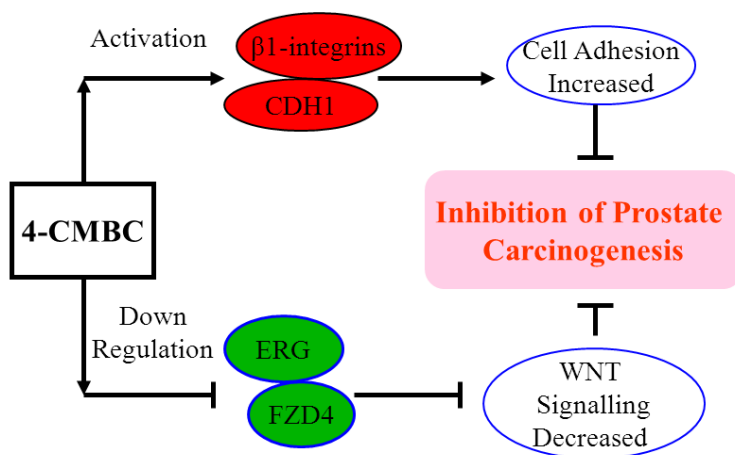 Activation
β1-integrins
CDH1
Cell Adhesion
Increased
4-CMBC
Inhibition of Prostate
Carcinogenesis
Down
Regulation
ERG
FZD4
WNT
Signalling
Decreased